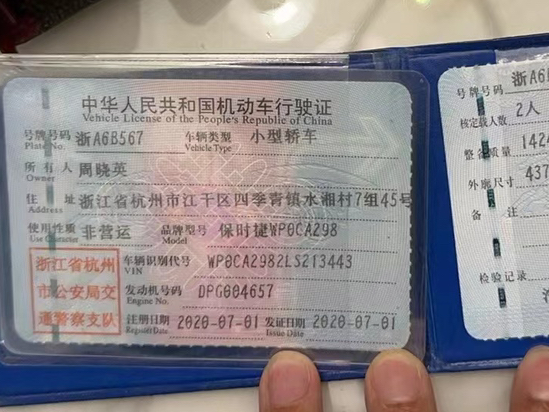 中华人民共和国机动车行驶证
Vehicle License of the People's Republic of China
号牌号码 浙A6B567 车辆类型 小型轿车
Plate No. Vehicle Type
所有人 周晓英
Owner
住址 浙江省杭州市江干区四季青镇水湘村7组45号
Address
使用性质 非营运 品牌型号 保时捷WP0CA298
Use Character Model
浙江省杭州
市公安局交
通警察支队
车辆识别代号 WP0CA2982LS213443
VIN
发动机号码 DPG004657
Engine No.
注册日期 2020-07-01 发证日期 2020-07-01
Register Date Issue Date
号牌号码 浙A6B
核定载人数 2人
整备质量 142
外廓尺寸 437
备注
检验记录